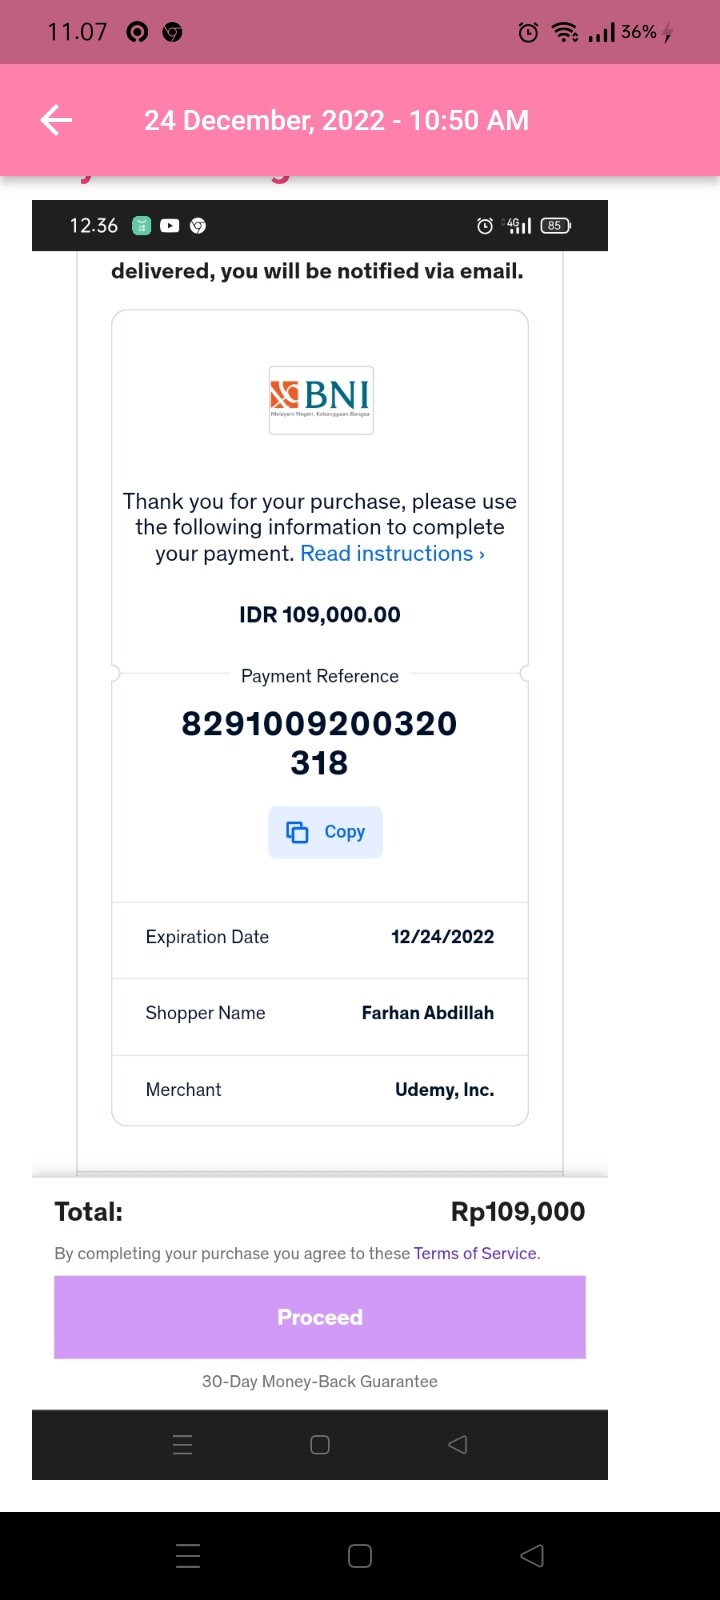 11.07
36%
24 December, 2022 - 10:50 AM
12.36
4G
85
delivered, you will be notified via email.
BNI
Melayani Negeri, Kebanggaan Bangsa
Thank you for your purchase, please use
the following information to complete
your payment. Read instructions ›
IDR 109,000.00
Payment Reference
8291009200320
318
Copy
Expiration Date 12/24/2022
Shopper Name Farhan Abdillah
Merchant Udemy, Inc.
Total: Rp109,000
By completing your purchase you agree to these Terms of Service.
Proceed
30-Day Money-Back Guarantee